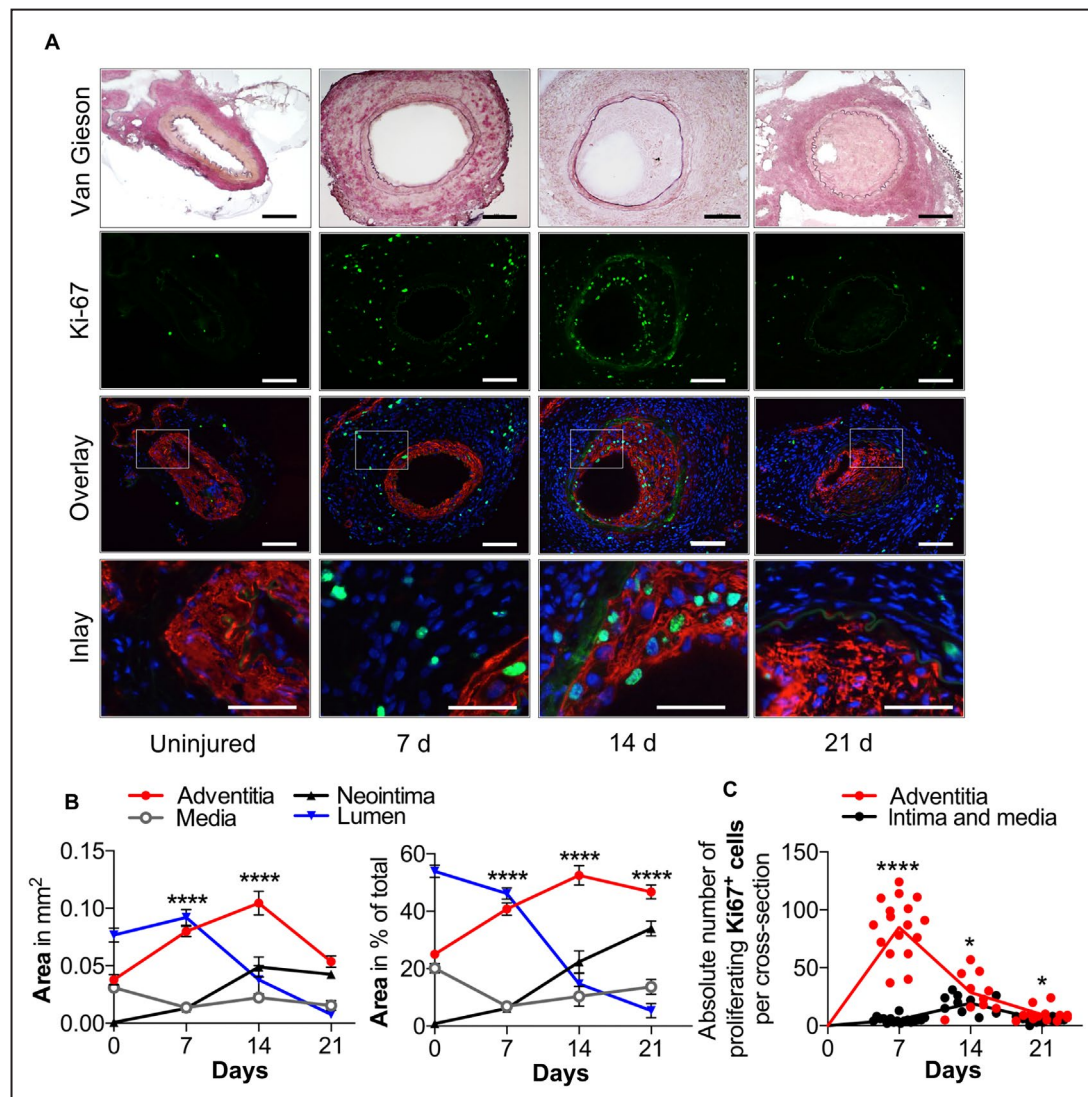 A
Van Gieson
Ki-67
Overlay
Inlay
Uninjured 7 d 14 d 21 d
B
Adventitia Neointima
Media Lumen
Area in mm²
0.15
0.10
0.05
0.00
**** ****
0 7 14 21
Days
Area in % of total
60
40
20
0
**** **** ****
0 7 14 21
Days
C
Adventitia
Intima and media
Absolute number of
proliferating Ki67⁺ cells
per cross-section
150
100
50
0
**** * *
0 7 14 21
Days